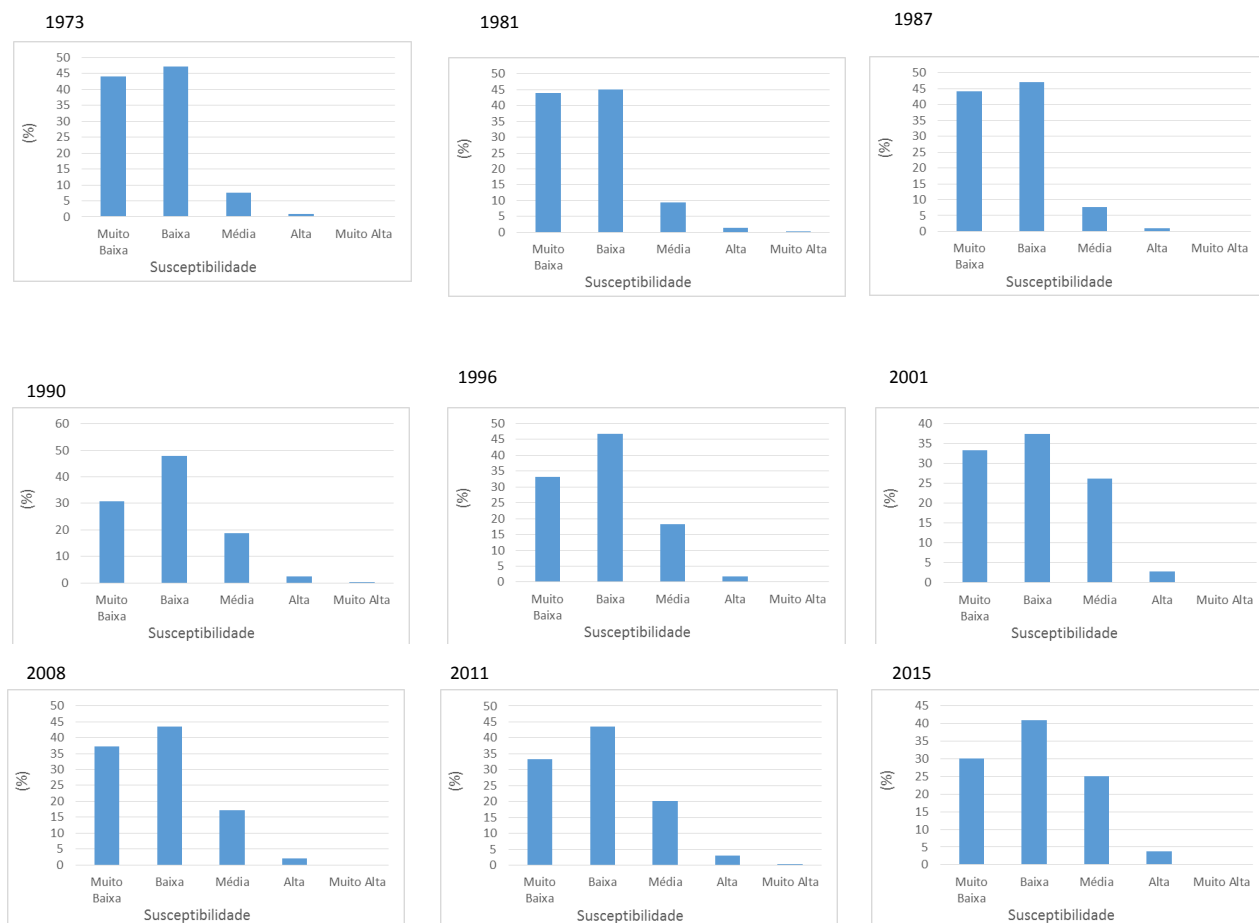 1973
50
45
40
35
30
25
20
15
10
5
0
(%)
Muito Baixa
Baixa
Média
Alta
Muito Alta
Susceptibilidade
1981
50
45
40
35
30
25
20
15
10
5
0
(%)
Muito Baixa
Baixa
Média
Alta
Muito Alta
Susceptibilidade
1987
50
45
40
35
30
25
20
15
10
5
0
(%)
Muito Baixa
Baixa
Média
Alta
Muito Alta
Susceptibilidade
1990
60
50
40
30
20
10
0
(%)
Muito Baixa
Baixa
Média
Alta
Muito Alta
Susceptibilidade
1996
50
45
40
35
30
25
20
15
10
5
0
(%)
Muito Baixa
Baixa
Média
Alta
Muito Alta
Susceptibilidade
2001
40
35
30
25
20
15
10
5
0
(%)
Muito Baixa
Baixa
Média
Alta
Muito Alta
Susceptibilidade
2008
50
45
40
35
30
25
20
15
10
5
0
(%)
Muito Baixa
Baixa
Média
Alta
Muito Alta
Susceptibilidade
2011
50
45
40
35
30
25
20
15
10
5
0
(%)
Muito Baixa
Baixa
Média
Alta
Muito Alta
Susceptibilidade
2015
45
40
35
30
25
20
15
10
5
0
(%)
Muito Baixa
Baixa
Média
Alta
Muito Alta
Susceptibilidade